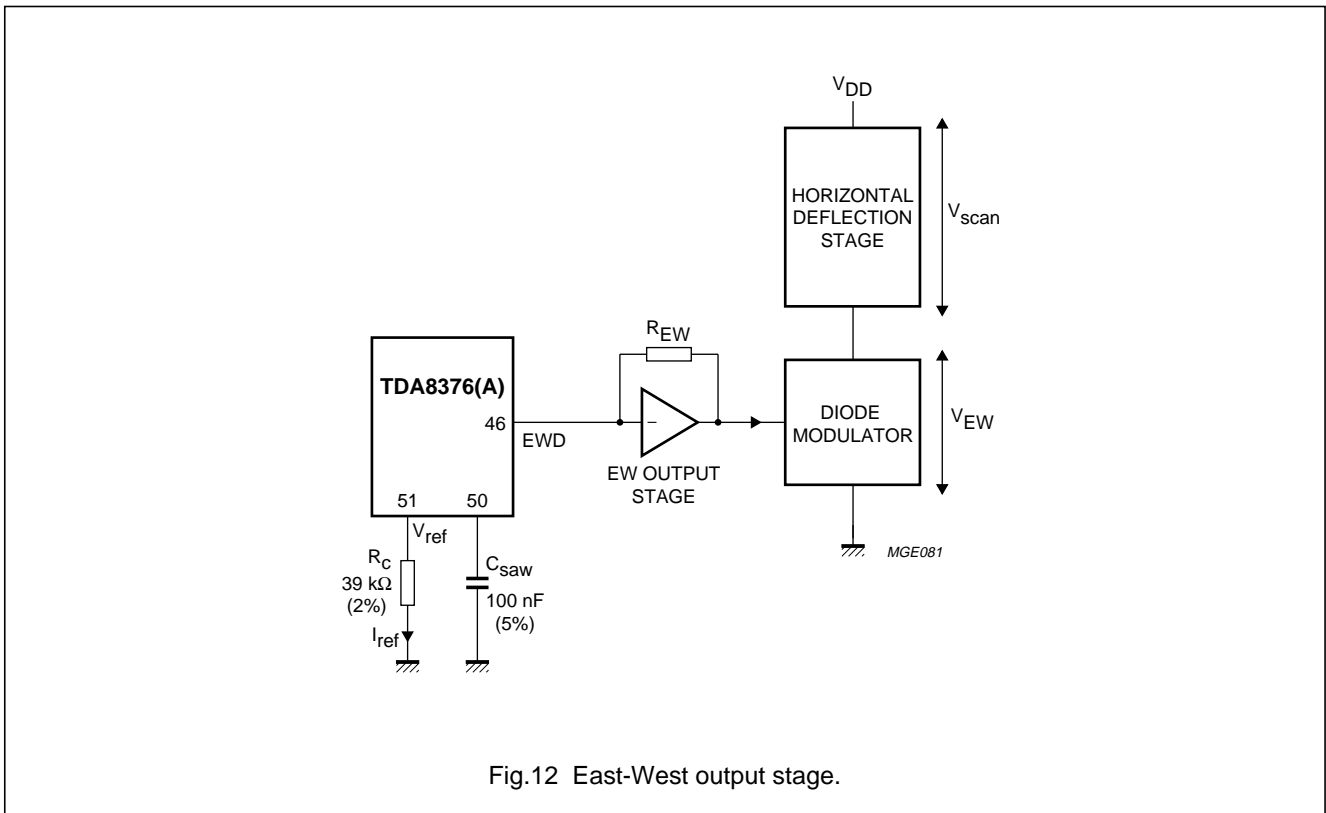 VDD
HORIZONTAL
DEFLECTION
STAGE
Vscan
REW
TDA8376(A)
46
EWD
−
EW OUTPUT
STAGE
DIODE
MODULATOR
VEW
51
50
Vref
RC
39 kΩ
(2%)
Iref
Csaw
100 nF
(5%)
MGE081
Fig.12 East-West output stage.